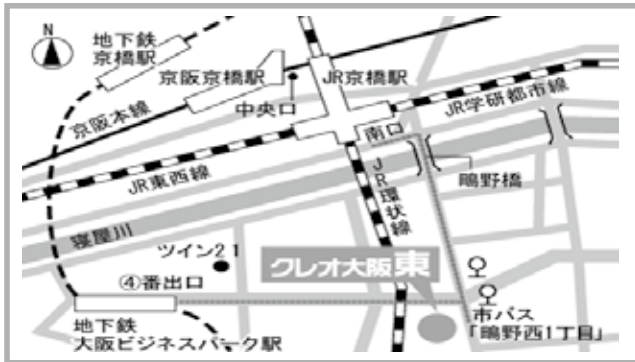 N
地下鉄
京橋駅
京阪京橋駅
JR京橋駅
中央口
京阪本線
JR学研都市線
南口
JR東西線
JR環状線
鴫野橋
寝屋川
ツイン21
クレオ大阪東
④番出口
市バス
「鴫野西1丁目」
地下鉄
大阪ビジネスパーク駅